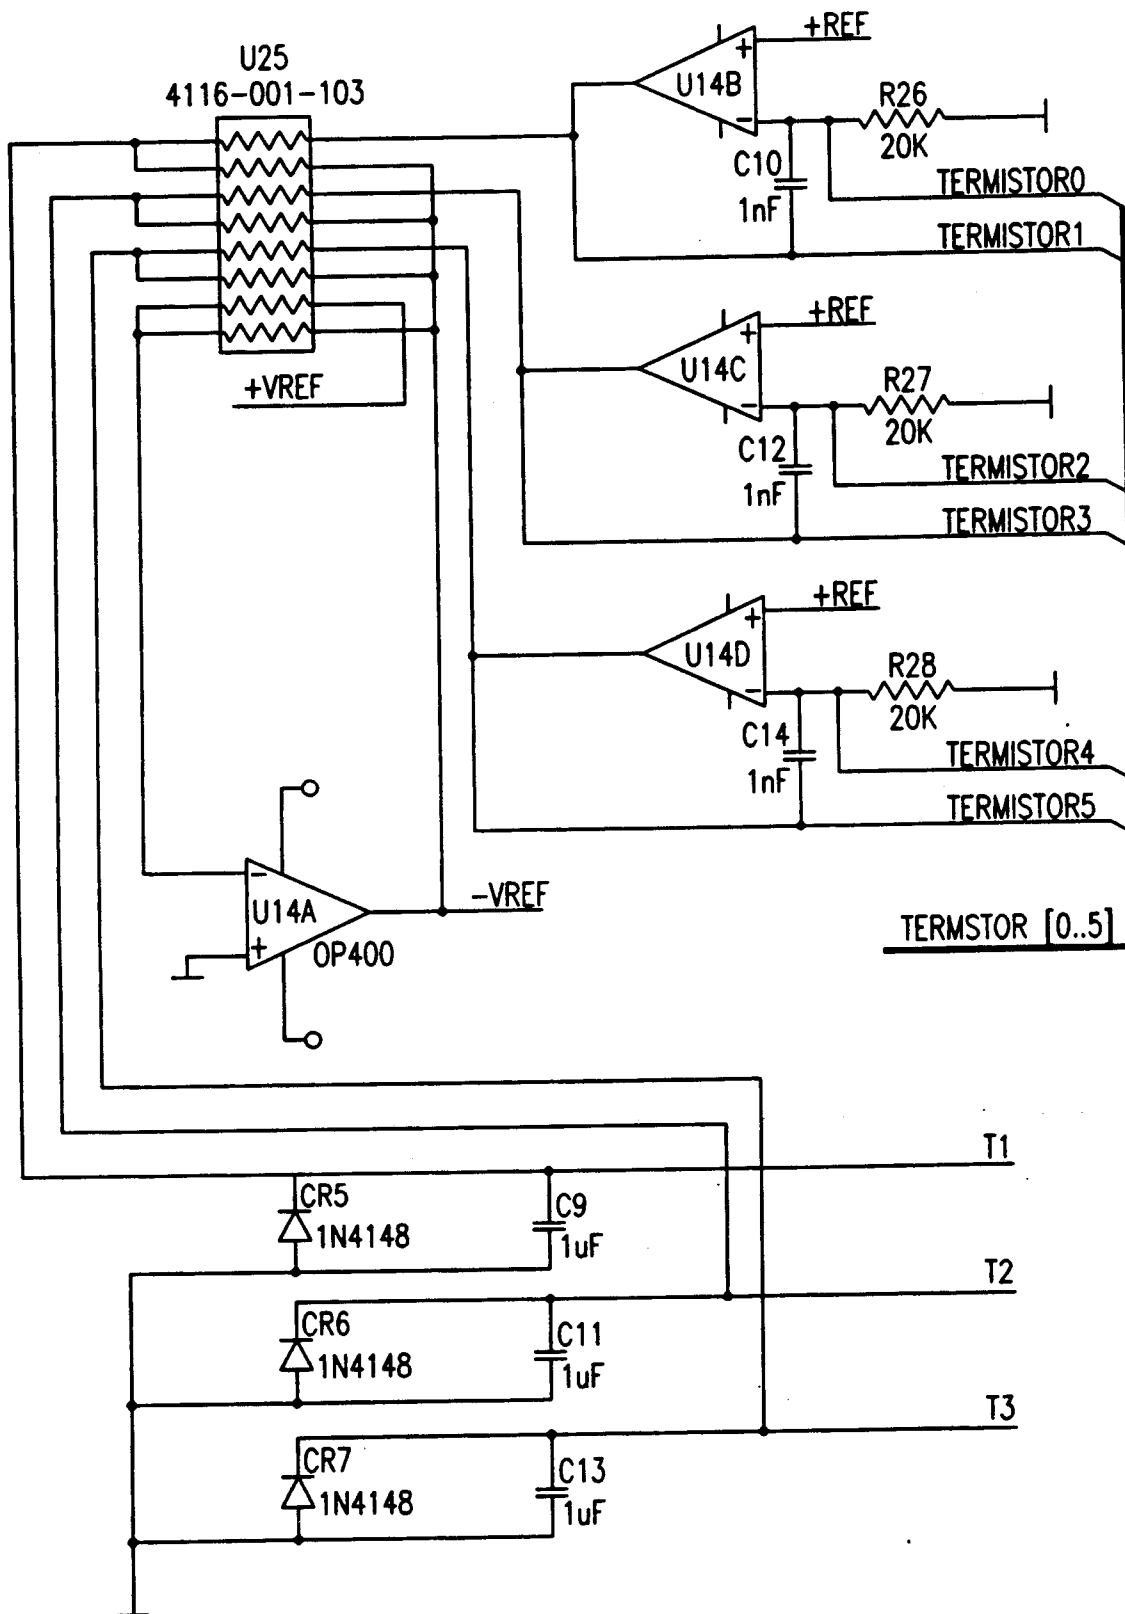 U25
4116-001-103
+REF
+
U14B
-
R26
20K
C10
1nF
TERMISTOR0
TERMISTOR1
+REF
+
U14C
-
R27
20K
C12
1nF
TERMISTOR2
TERMISTOR3
+VREF
+REF
+
U14D
-
R28
20K
C14
1nF
TERMISTOR4
TERMISTOR5
-
U14A
+
OP400
-VREF
TERMSTOR [0..5]
T1
CR5
1N4148
C9
1uF
T2
CR6
1N4148
C11
1uF
T3
CR7
1N4148
C13
1uF